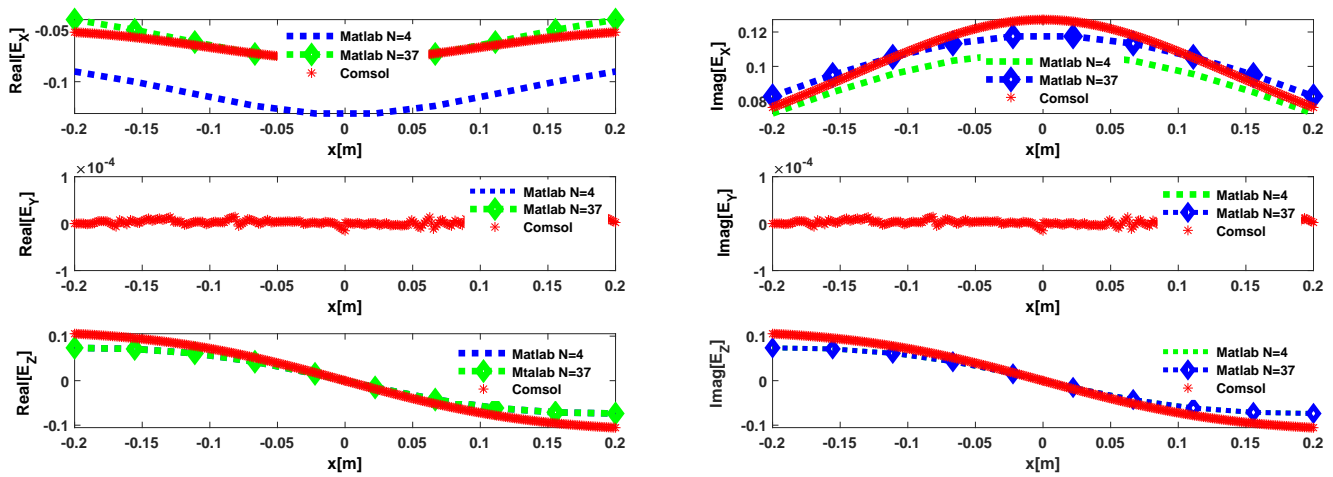 Real[E_X]
-0.05
-0.1
Matlab N=4
Matlab N=37
Comsol
-0.2 -0.15 -0.1 -0.05 0 0.05 0.1 0.15 0.2
x[m]
Imag[E_X]
0.12
0.1
0.08
Matlab N=4
Matlab N=37
Comsol
-0.2 -0.15 -0.1 -0.05 0 0.05 0.1 0.15 0.2
x[m]
Real[E_Y]
×10^-4
1
0
-1
Matlab N=4
Matlab N=37
Comsol
-0.2 -0.15 -0.1 -0.05 0 0.05 0.1 0.15 0.2
x[m]
Imag[E_Y]
×10^-4
1
0
-1
Matlab N=4
Matlab N=37
Comsol
-0.2 -0.15 -0.1 -0.05 0 0.05 0.1 0.15 0.2
x[m]
Real[E_Z]
0.1
0
-0.1
Matlab N=4
Mtalab N=37
Comsol
-0.2 -0.15 -0.1 -0.05 0 0.05 0.1 0.15 0.2
x[m]
Imag[E_Z]
0.1
0
-0.1
Matlab N=4
Matlab N=37
Comsol
-0.2 -0.15 -0.1 -0.05 0 0.05 0.1 0.15 0.2
x[m]